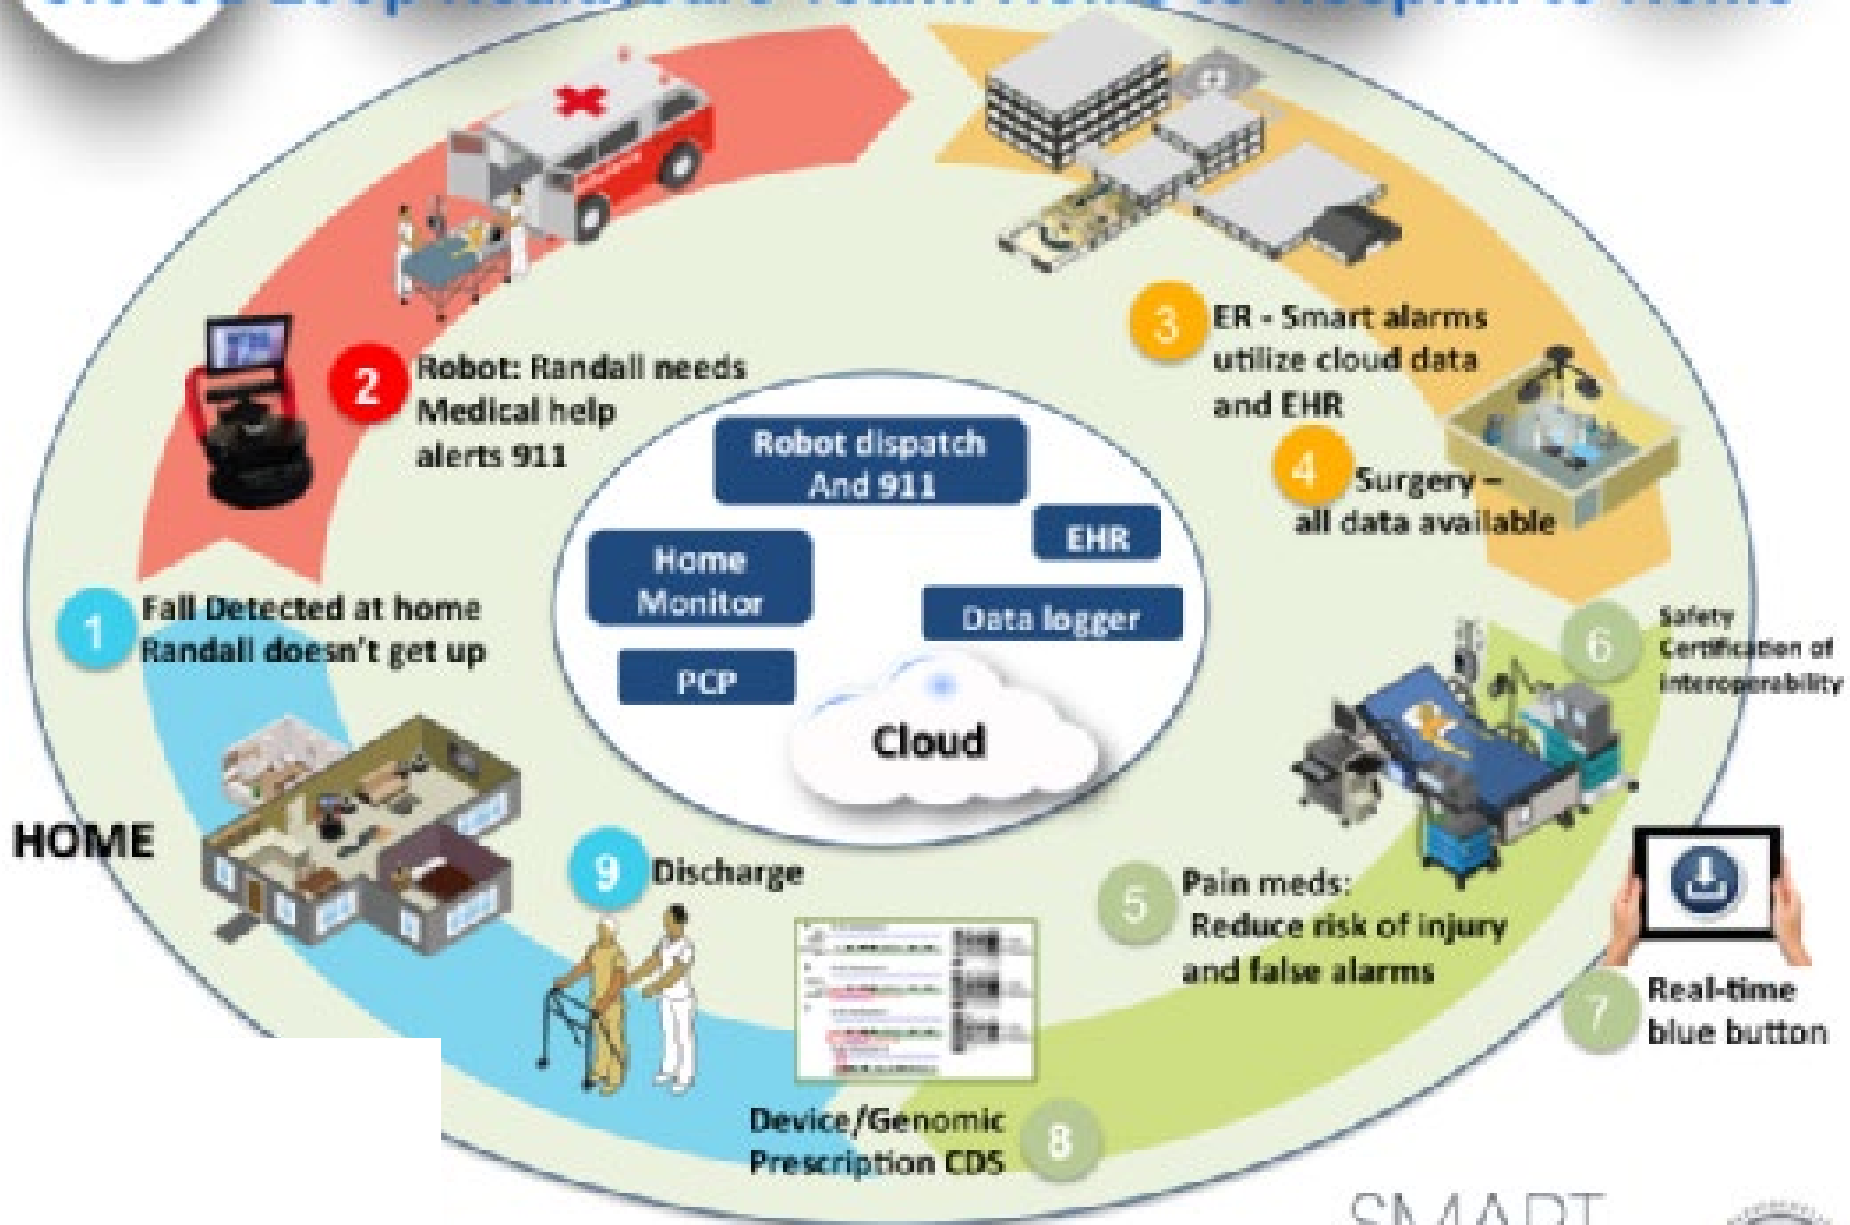 Robot: Randall needs
Medical help
alerts 911
2
3
ER - Smart alarms
utilize cloud data
and EHR
4
Surgery –
all data available
Robot dispatch
And 911
EHR
Home
Monitor
Data logger
PCP
Cloud
1
Fall Detected at home
Randall doesn't get up
6
Safety
Certification of
interoperability
HOME
9
Discharge
5
Pain meds:
Reduce risk of injury
and false alarms
7
Real-time
blue button
Device/Genomic
Prescription CDS
8
SMART